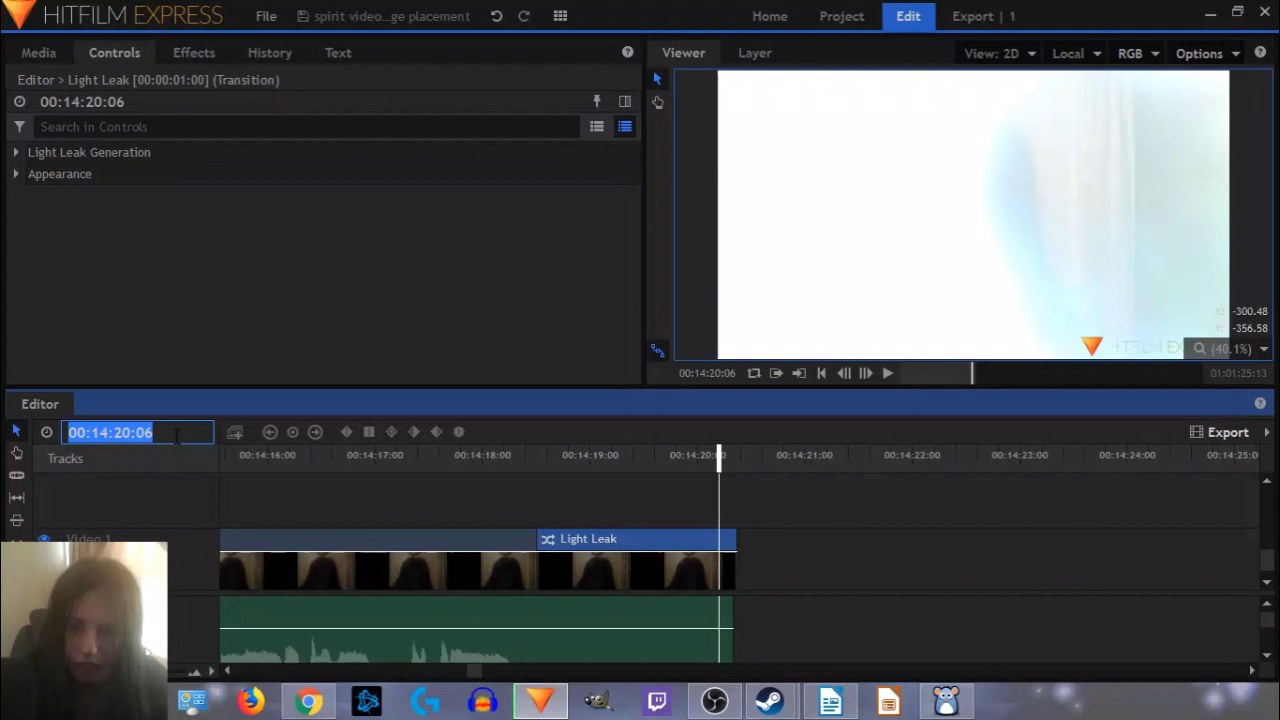 HITFILM EXPRESS
File
spirit video...ge placement
Home
Project
Edit
Export | 1
Media
Controls
Effects
History
Text
Viewer
Layer
View: 2D
Local
RGB
Options
Editor > Light Leak [00:00:01:00] (Transition)
00:14:20:06
Search in Controls
Light Leak Generation
Appearance
-300.48
-356.58
(40.1%)
00:14:20:06
01:01:25:13
Editor
00:14:20:06
Export
Tracks
00:14:16:00
00:14:17:00
00:14:18:00
00:14:19:00
00:14:20:0
00:14:21:00
00:14:22:00
00:14:23:00
00:14:24:00
00:14:25:0
Video 1
Light Leak